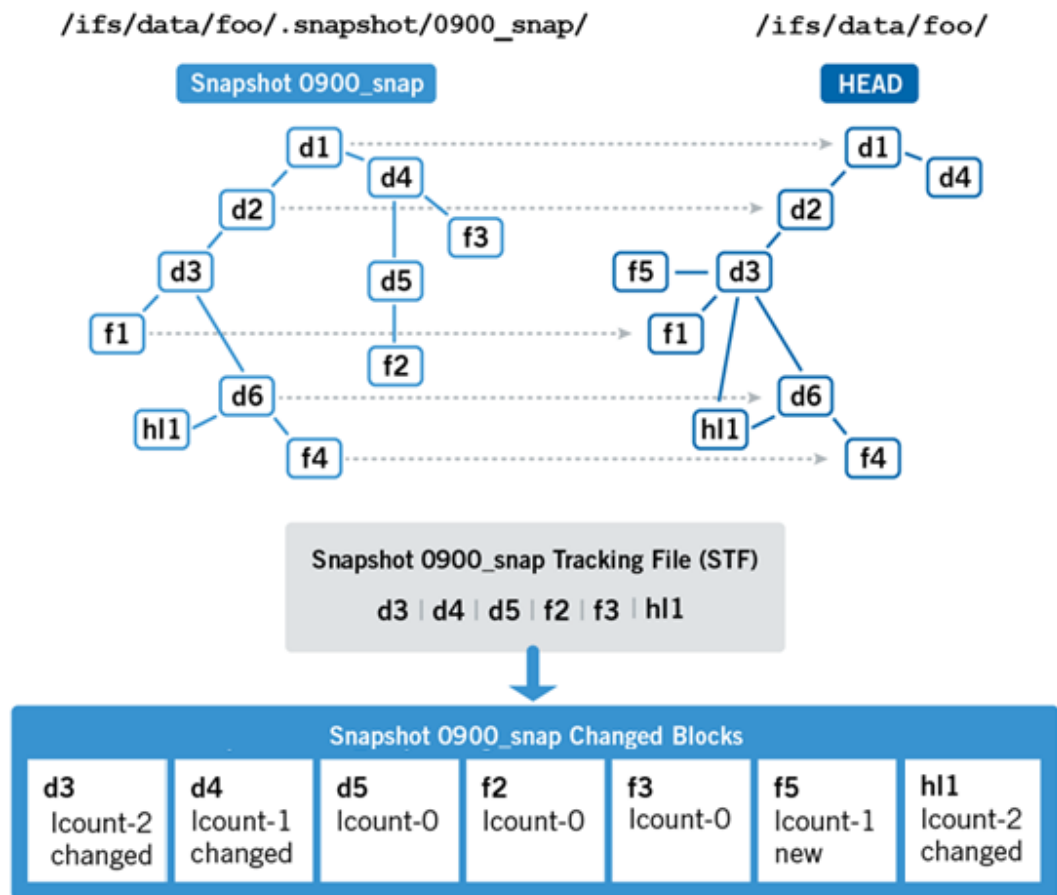 /ifs/data/foo/.snapshot/0900_snap/ /ifs/data/foo/
Snapshot 0900_snap HEAD
d1 d1
d4 d4
d2 d2
f3
d3 d5 f5 d3
f1 f2 f1
d6 d6
hl1 hl1
f4 f4
Snapshot 0900_snap Tracking File (STF)
d3 | d4 | d5 | f2 | f3 | hl1
Snapshot 0900_snap Changed Blocks
d3 d4 d5 f2 f3 f5 hl1
lcount-2 lcount-1 lcount-0 lcount-0 lcount-0 lcount-1 lcount-2
changed changed new changed